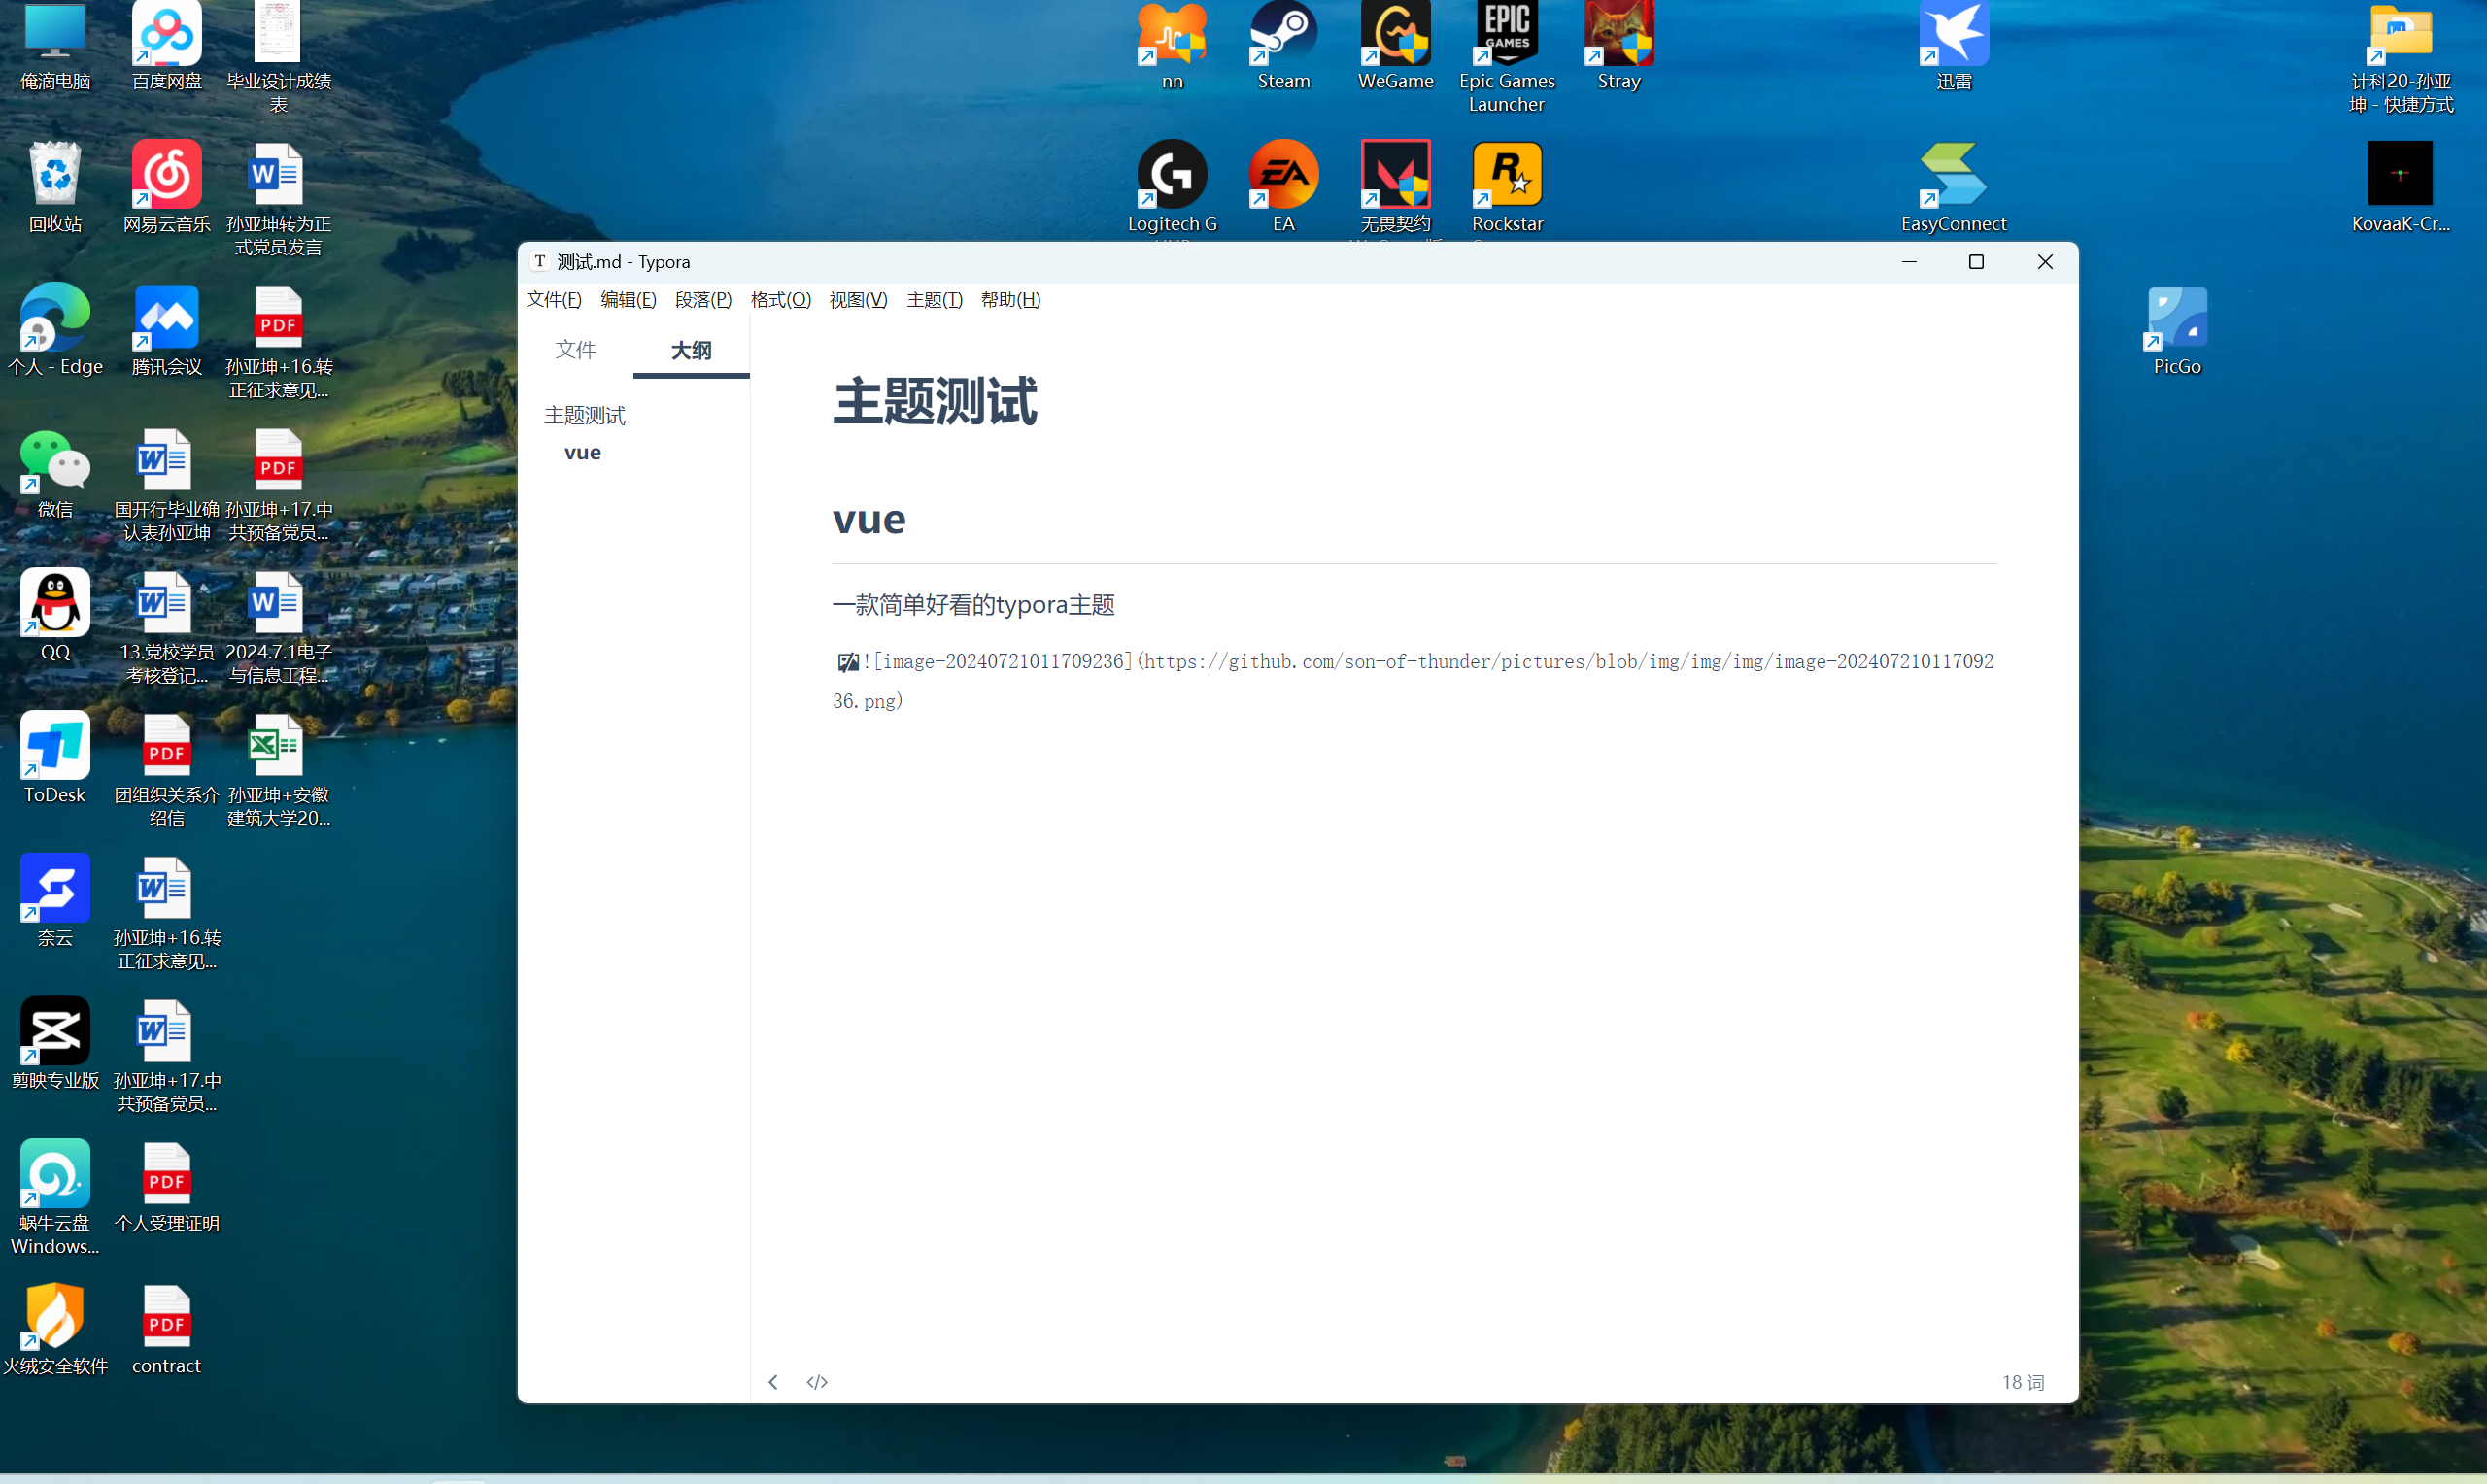 俺滴电脑
百度网盘
毕业设计成绩
表
nn
Steam
WeGame
EPIC
GAMES
Epic Games
Launcher
Stray
迅雷
计科20-孙亚
坤 - 快捷方式
回收站
网易云音乐
孙亚坤转为正
式党员发言
Logitech G
EA
无畏契约
Rockstar
EasyConnect
KovaaK-Cr...
个人 - Edge
腾讯会议
PDF
孙亚坤+16.转
正征求意见...
PicGo
微信
国开行毕业确
认表孙亚坤
PDF
孙亚坤+17.中
共预备党员...
QQ
13.党校学员
考核登记...
2024.7.1电子
与信息工程...
ToDesk
PDF
团组织关系介
绍信
孙亚坤+安徽
建筑大学20...
奈云
孙亚坤+16.转
正征求意见...
剪映专业版
孙亚坤+17.中
共预备党员...
蜗牛云盘
Windows...
PDF
个人受理证明
火绒安全软件
PDF
contract
测试.md - Typora
文件(F) 编辑(E) 段落(P) 格式(O) 视图(V) 主题(T) 帮助(H)
文件 大纲
主题测试
vue
主题测试
vue
一款简单好看的typora主题
![image-20240721011709236](https://github.com/son-of-thunder/pictures/blob/img/img/img/image-202407210117092
36.png)
</> 18 词